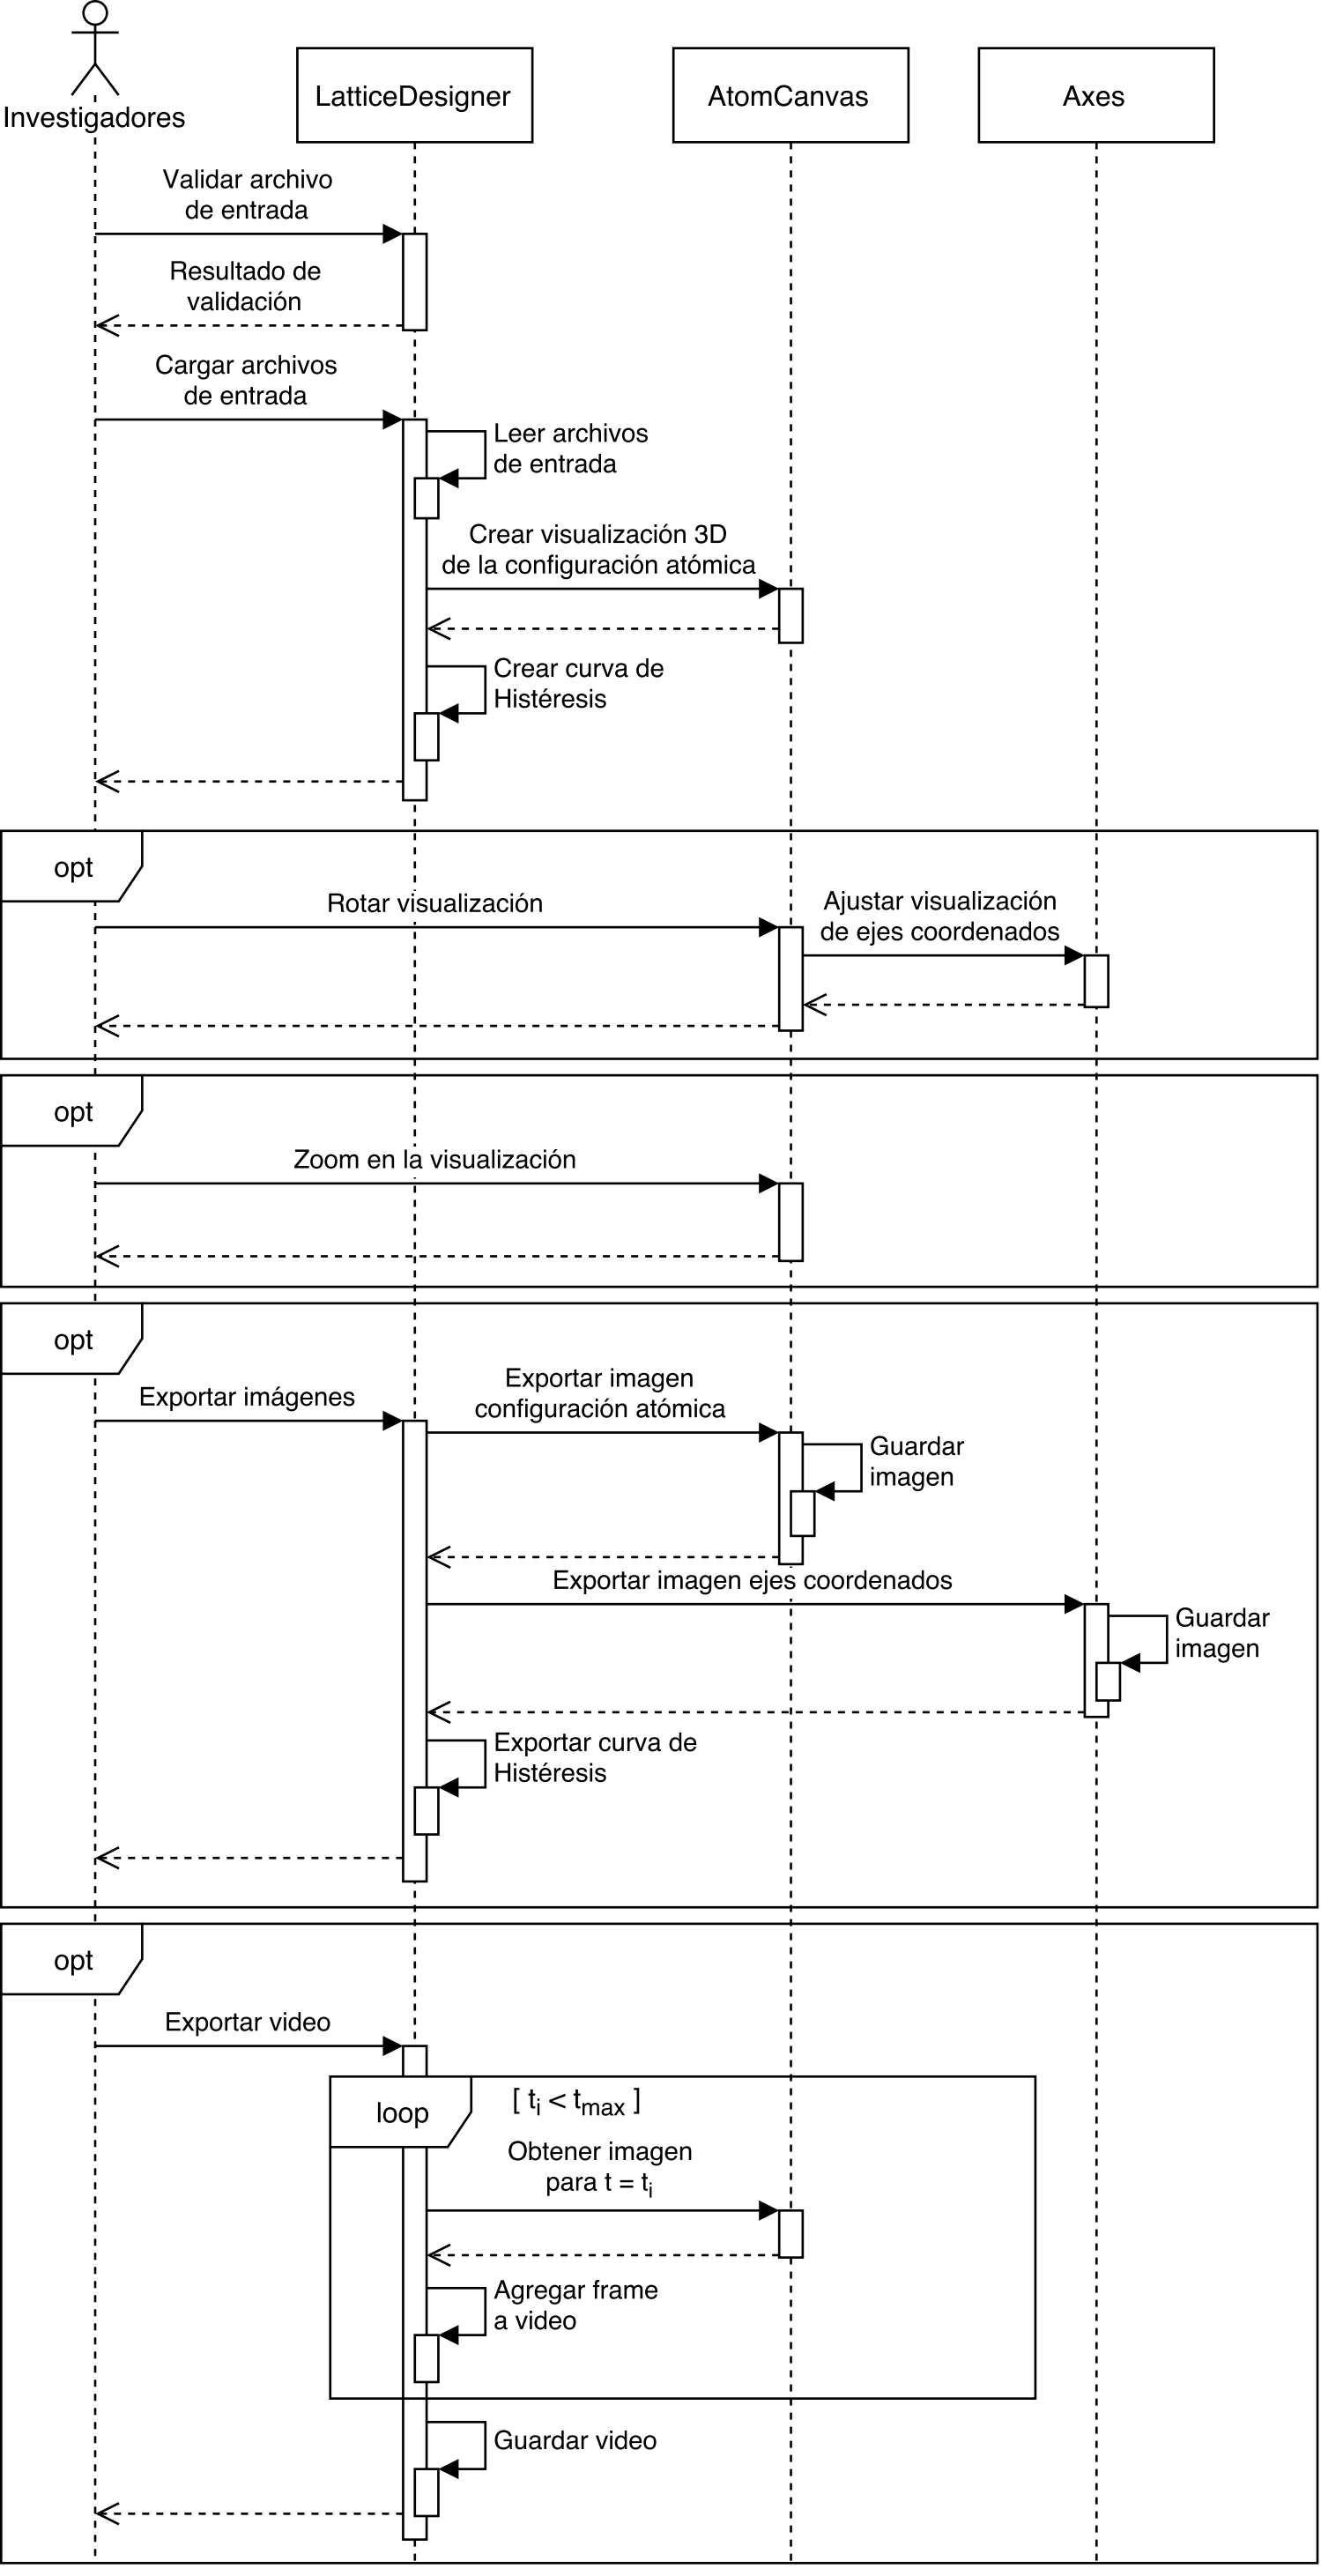 Investigadores
LatticeDesigner
AtomCanvas
Axes
Validar archivo
de entrada
Resultado de
validación
Cargar archivos
de entrada
Leer archivos
de entrada
Crear visualización 3D
de la configuración atómica
Crear curva de
Histéresis
opt
Rotar visualización
Ajustar visualización
de ejes coordenados
opt
Zoom en la visualización
opt
Exportar imágenes
Exportar imagen
configuración atómica
Guardar
imagen
Exportar imagen ejes coordenados
Guardar
imagen
Exportar curva de
Histéresis
opt
Exportar video
loop
[ ti < tmax ]
Obtener imagen
para t = ti
Agregar frame
a video
Guardar video